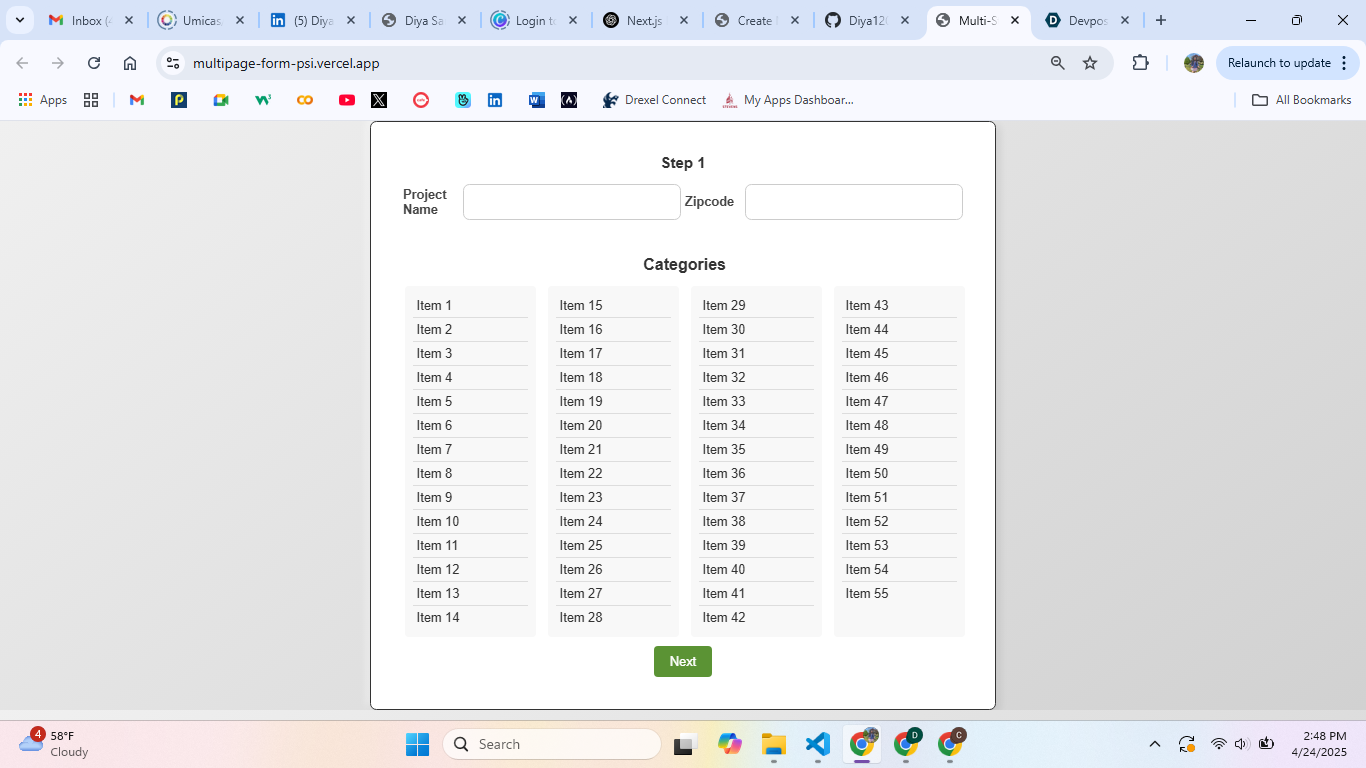 Inbox (4
Umicas,
(5) Diya
Diya Sa
Login to
Next.js
Create
Diya12
Multi-S
Devpos
multipage-form-psi.vercel.app
Relaunch to update
Apps
Drexel Connect
My Apps Dashboar...
All Bookmarks
Step 1
Project Name
Zipcode
Categories
Item 1
Item 2
Item 3
Item 4
Item 5
Item 6
Item 7
Item 8
Item 9
Item 10
Item 11
Item 12
Item 13
Item 14
Item 15
Item 16
Item 17
Item 18
Item 19
Item 20
Item 21
Item 22
Item 23
Item 24
Item 25
Item 26
Item 27
Item 28
Item 29
Item 30
Item 31
Item 32
Item 33
Item 34
Item 35
Item 36
Item 37
Item 38
Item 39
Item 40
Item 41
Item 42
Item 43
Item 44
Item 45
Item 46
Item 47
Item 48
Item 49
Item 50
Item 51
Item 52
Item 53
Item 54
Item 55
Next
4
58°F
Cloudy
Search
D
C
2:48 PM
4/24/2025